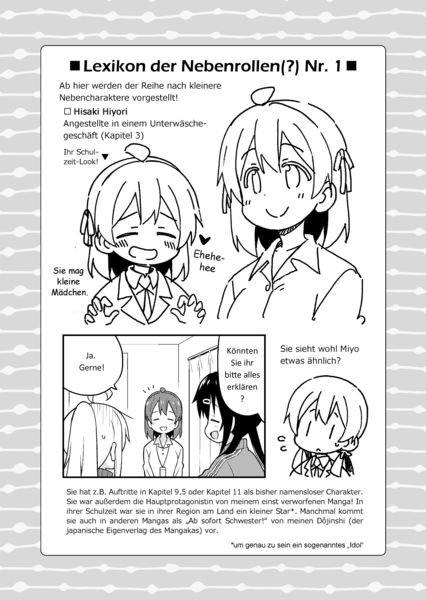 ■ Lexikon der Nebenrollen(?) Nr. 1 ■
Ab hier werden der Reihe nach kleinere
Nebencharaktere vorgestellt!
□ Hisaki Hiyori
Angestellte in einem Unterwäsche-
geschäft (Kapitel 3)
Ihr Schul-
zeit-Look! ▼
Ehehe-
hee
Sie mag
kleine
Mädchen.
Ja.
Gerne!
Könnten
Sie ihr
bitte alles
erklären
?
Sie sieht wohl Miyo
etwas ähnlich?
Sie hat z.B. Auftritte in Kapitel 9.5 oder Kapitel 11 als bisher namensloser Charakter.
Sie war außerdem die Hauptprotagonistin von meinem einst verworfenen Manga! In
ihrer Schulzeit war sie in ihrer Region am Land ein kleiner Star*. Manchmal kommt
sie auch in anderen Mangas als „Ab sofort Schwester!" von meinen Dōjinshi (der
japanische Eigenverlag des Mangakas) vor.
*um genau zu sein ein sogenanntes „Idol"